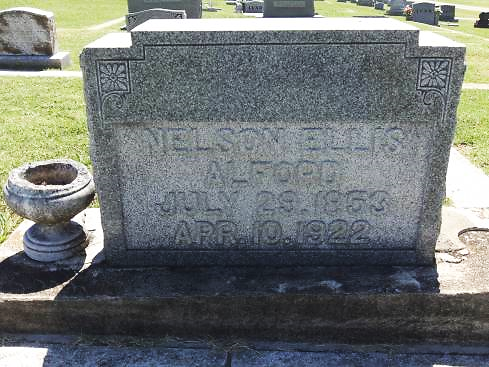 NELSON ELLIS
ALFORD
JULY 29, 1853
APR. 10, 1922